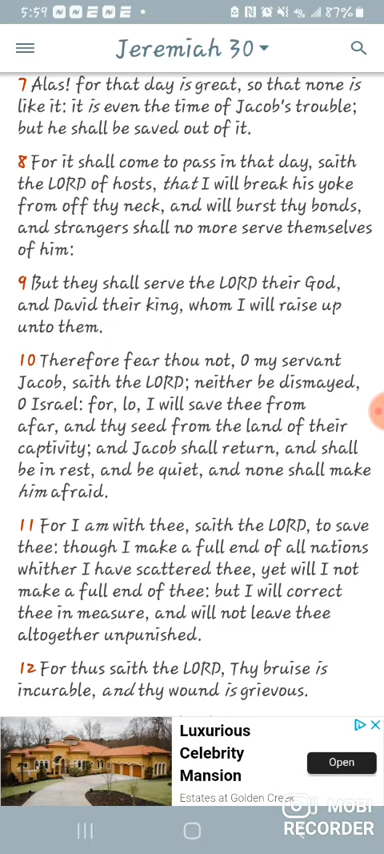 5:59 87%
Jeremiah 30
7 Alas! for that day is great, so that none is
like it: it is even the time of Jacob's trouble;
but he shall be saved out of it.
8 For it shall come to pass in that day, saith
the LORD of hosts, that I will break his yoke
from off thy neck, and will burst thy bonds,
and strangers shall no more serve themselves
of him:
9 But they shall serve the LORD their God,
and David their king, whom I will raise up
unto them.
10 Therefore fear thou not, O my servant
Jacob, saith the LORD; neither be dismayed,
O Israel: for, lo, I will save thee from
afar, and thy seed from the land of their
captivity; and Jacob shall return, and shall
be in rest, and be quiet, and none shall make
him afraid.
11 For I am with thee, saith the LORD, to save
thee: though I make a full end of all nations
whither I have scattered thee, yet will I not
make a full end of thee: but I will correct
thee in measure, and will not leave thee
altogether unpunished.
12 For thus saith the LORD, Thy bruise is
incurable, and thy wound is grievous.
Luxurious
Celebrity
Mansion
Open
Estates at Golden Creek
MOBI
RECORDER